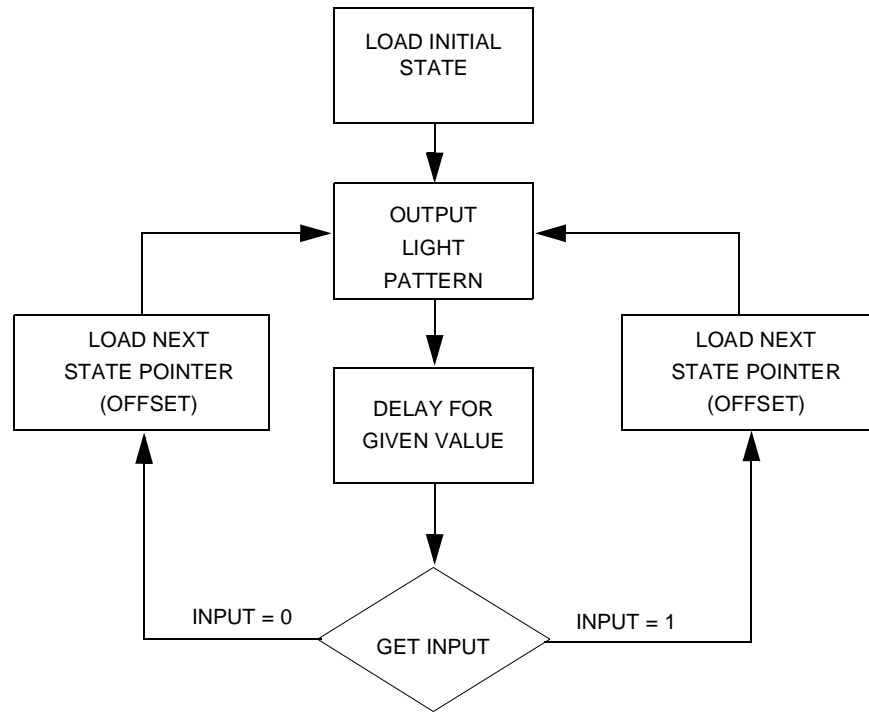 LOAD INITIAL
STATE
OUTPUT
LIGHT
PATTERN
LOAD NEXT
STATE POINTER
(OFFSET)
LOAD NEXT
STATE POINTER
(OFFSET)
DELAY FOR
GIVEN VALUE
INPUT = 0
INPUT = 1
GET INPUT